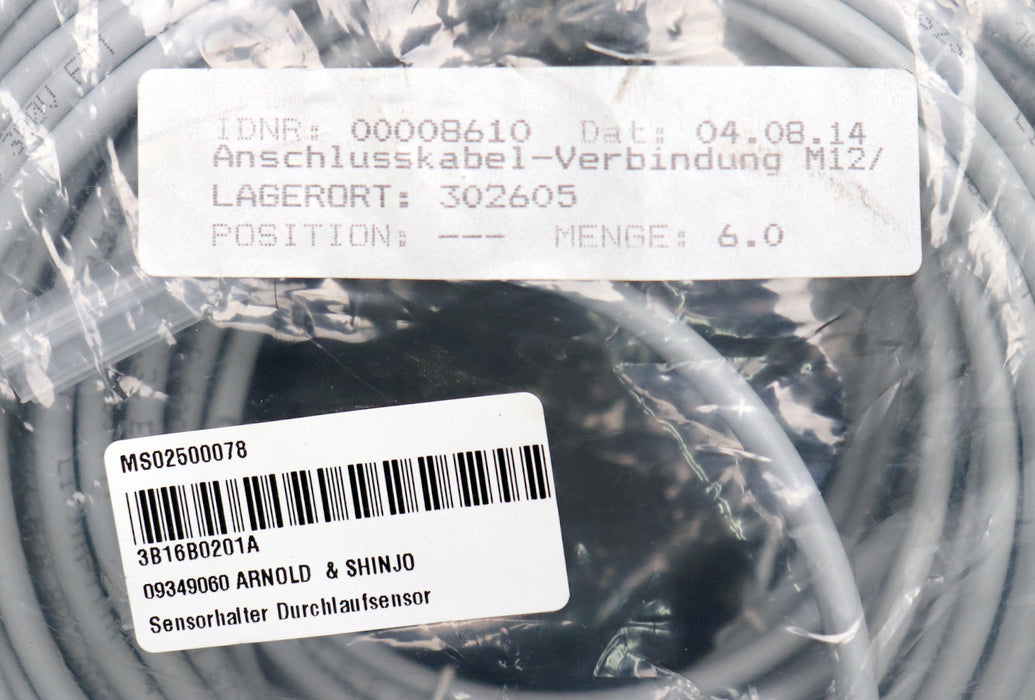 IDNR: 00008610 Dat: 04.08.14
Anschlusskabel-Verbindung M12/
LAGERORT: 302605
POSITION: --- MENGE: 6.0
MS02500078
3B16B0201A
09349060 ARNOLD & SHINJO
Sensorhalter Durchlaufsensor